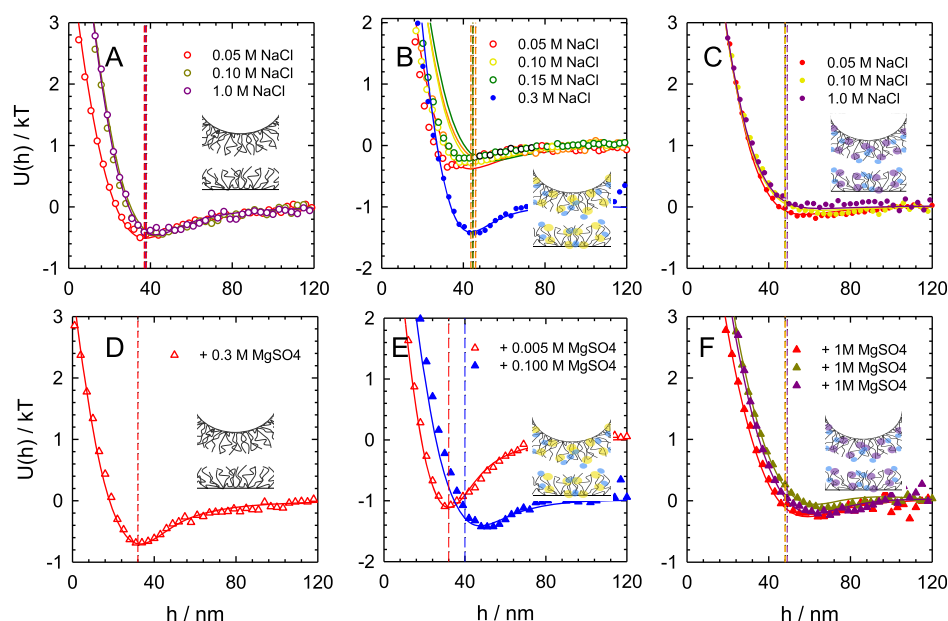 A
0.05 M NaCl
0.10 M NaCl
1.0 M NaCl
U(h) / kT
3
2
1
0
-1
0 40 80 120
B
0.05 M NaCl
0.10 M NaCl
0.15 M NaCl
0.3 M NaCl
2
1
0
-1
-2
0 40 80 120
C
0.05 M NaCl
0.10 M NaCl
1.0 M NaCl
3
2
1
0
-1
0 40 80 120
D
+ 0.3 M MgSO4
U(h) / kT
3
2
1
0
-1
0 40 80 120
h / nm
E
+ 0.005 M MgSO4
+ 0.100 M MgSO4
2
1
0
-1
-2
0 40 80 120
h / nm
F
+ 1M MgSO4
+ 1M MgSO4
+ 1M MgSO4
3
2
1
0
-1
0 40 80 120
h / nm